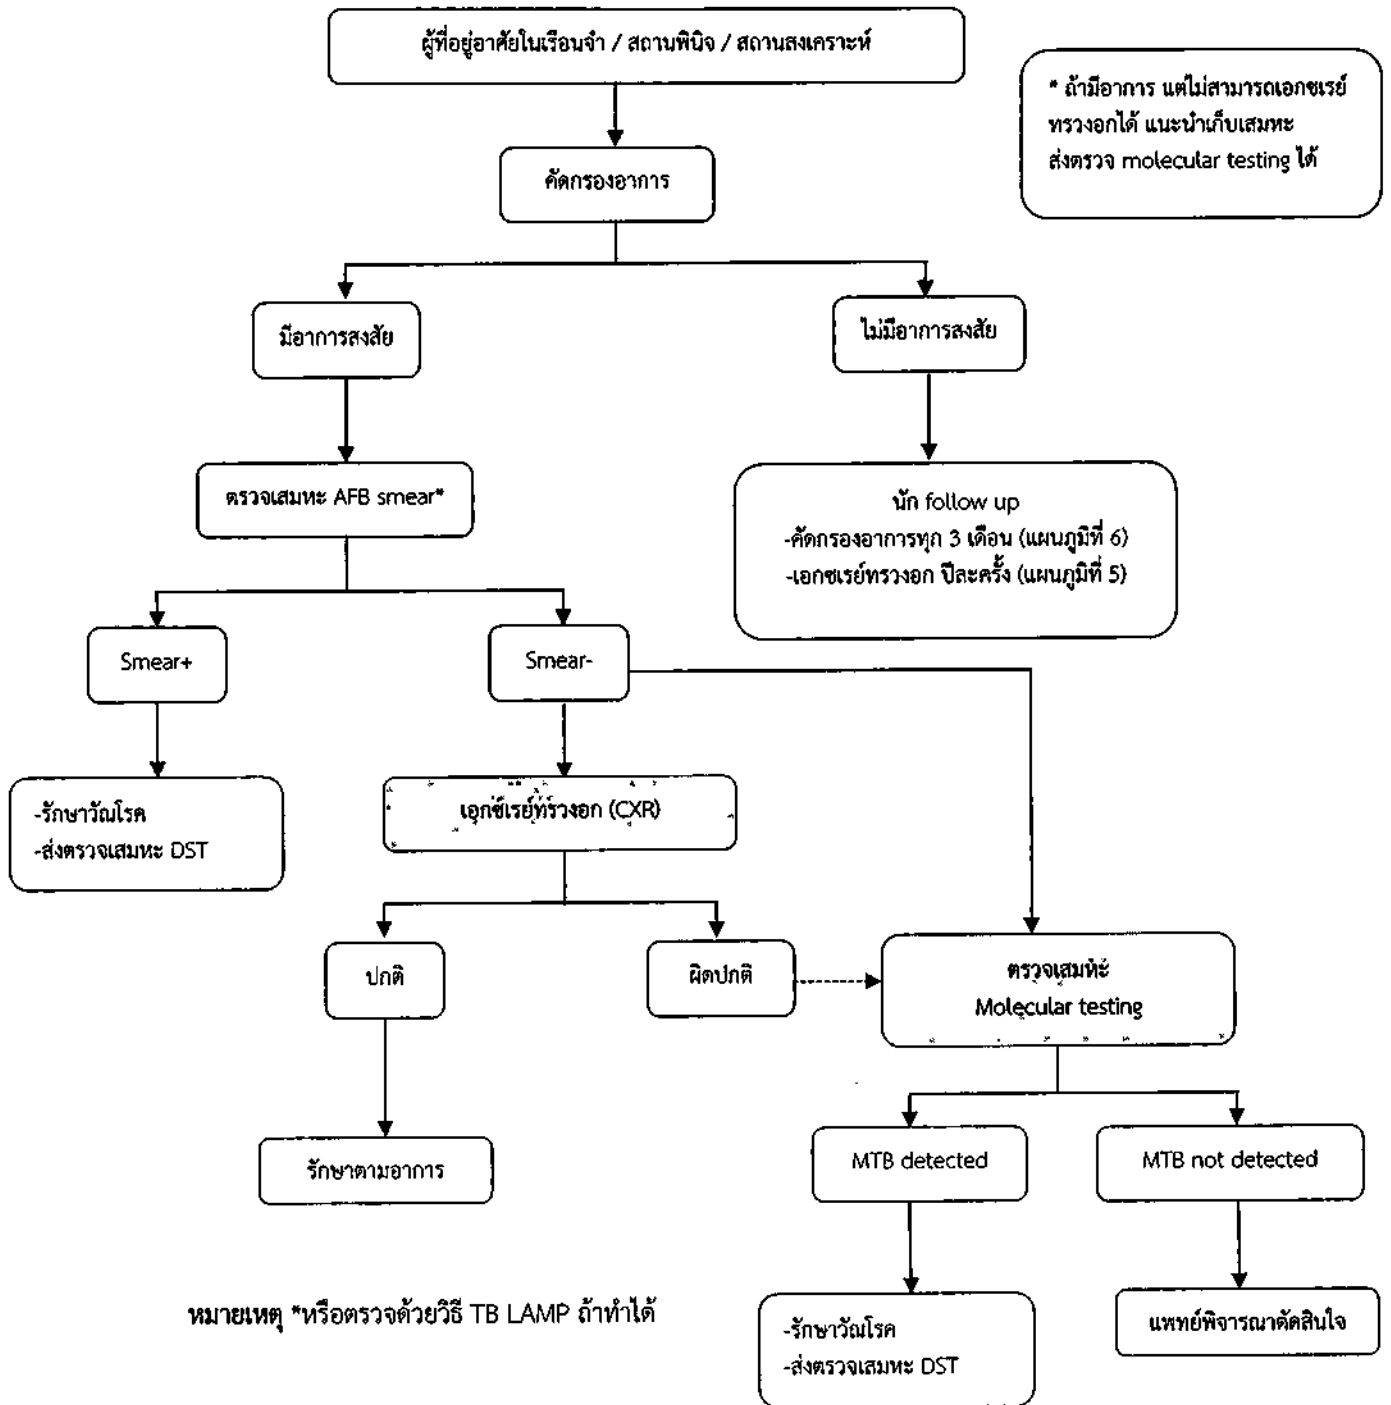 ผู้ที่อยู่อาศัยในเรือนจำ / สถานพินิจ / สถานสงเคราะห์
* ถ้ามีอาการ แต่ไม่สามารถเอกซเรย์
ทรวงอกได้ แนะนำเก็บเสมหะ
ส่งตรวจ molecular testing ได้
คัดกรองอาการ
มีอาการสงสัย
ไม่มีอาการสงสัย
ตรวจเสมหะ AFB smear*
นัก follow up
-คัดกรองอาการทุก 3 เดือน (แผนภูมิที่ 6)
-เอกซเรย์ทรวงอก ปีละครั้ง (แผนภูมิที่ 5)
Smear+
Smear-
-รักษาวัณโรค
-ส่งตรวจเสมหะ DST
เอกซเรย์ทรวงอก (CXR)
ปกติ
ผิดปกติ
ตรวจเสมหะ
Molecular testing
รักษาตามอาการ
MTB detected
MTB not detected
-รักษาวัณโรค
-ส่งตรวจเสมหะ DST
แพทย์พิจารณาตัดสินใจ
หมายเหตุ *หรือตรวจด้วยวิธี TB LAMP ถ้าทำได้